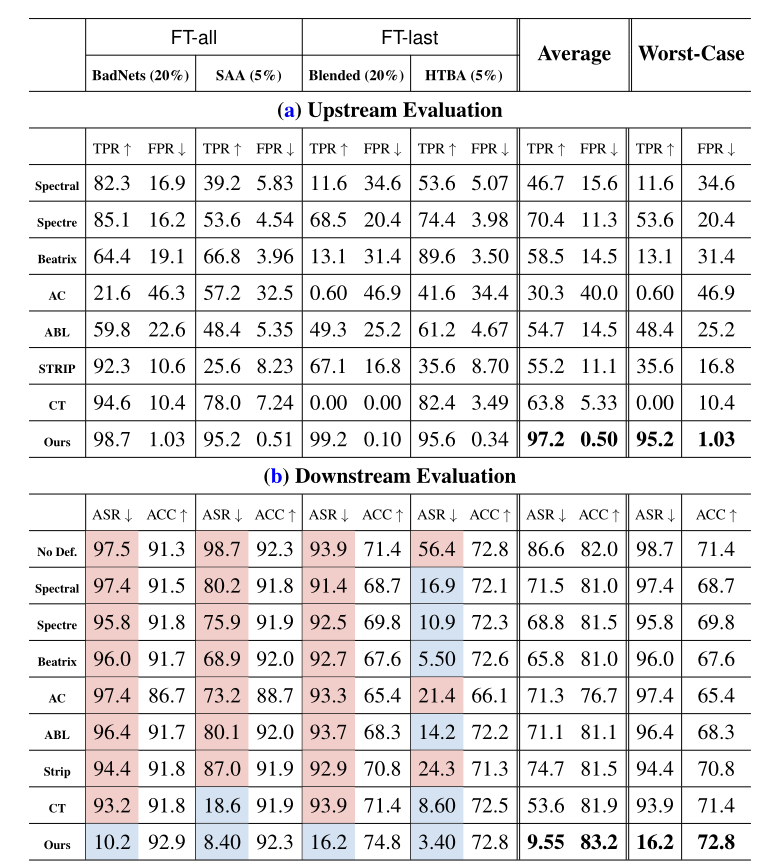 FT-all FT-last Average Worst-Case
BadNets (20%) SAA (5%) Blended (20%) HTBA (5%)
(a) Upstream Evaluation
TPR ↑ FPR ↓ TPR ↑ FPR ↓ TPR ↑ FPR ↓ TPR ↑ FPR ↓ TPR ↑ FPR ↓ TPR ↑ FPR ↓
Spectral 82.3 16.9 39.2 5.83 11.6 34.6 53.6 5.07 46.7 15.6 11.6 34.6
Spectre 85.1 16.2 53.6 4.54 68.5 20.4 74.4 3.98 70.4 11.3 53.6 20.4
Beatrix 64.4 19.1 66.8 3.96 13.1 31.4 89.6 3.50 58.5 14.5 13.1 31.4
AC 21.6 46.3 57.2 32.5 0.60 46.9 41.6 34.4 30.3 40.0 0.60 46.9
ABL 59.8 22.6 48.4 5.35 49.3 25.2 61.2 4.67 54.7 14.5 48.4 25.2
STRIP 92.3 10.6 25.6 8.23 67.1 16.8 35.6 8.70 55.2 11.1 35.6 16.8
CT 94.6 10.4 78.0 7.24 0.00 0.00 82.4 3.49 63.8 5.33 0.00 10.4
Ours 98.7 1.03 95.2 0.51 99.2 0.10 95.6 0.34 97.2 0.50 95.2 1.03
(b) Downstream Evaluation
ASR ↓ ACC ↑ ASR ↓ ACC ↑ ASR ↓ ACC ↑ ASR ↓ ACC ↑ ASR ↓ ACC ↑ ASR ↓ ACC ↑
No Def. 97.5 91.3 98.7 92.3 93.9 71.4 56.4 72.8 86.6 82.0 98.7 71.4
Spectral 97.4 91.5 80.2 91.8 91.4 68.7 16.9 72.1 71.5 81.0 97.4 68.7
Spectre 95.8 91.8 75.9 91.9 92.5 69.8 10.9 72.3 68.8 81.5 95.8 69.8
Beatrix 96.0 91.7 68.9 92.0 92.7 67.6 5.50 72.6 65.8 81.0 96.0 67.6
AC 97.4 86.7 73.2 88.7 93.3 65.4 21.4 66.1 71.3 76.7 97.4 65.4
ABL 96.4 91.7 80.1 92.0 93.7 68.3 14.2 72.2 71.1 81.1 96.4 68.3
Strip 94.4 91.8 87.0 91.9 92.9 70.8 24.3 71.3 74.7 81.5 94.4 70.8
CT 93.2 91.8 18.6 91.9 93.9 71.4 8.60 72.5 53.6 81.9 93.9 71.4
Ours 10.2 92.9 8.40 92.3 16.2 74.8 3.40 72.8 9.55 83.2 16.2 72.8